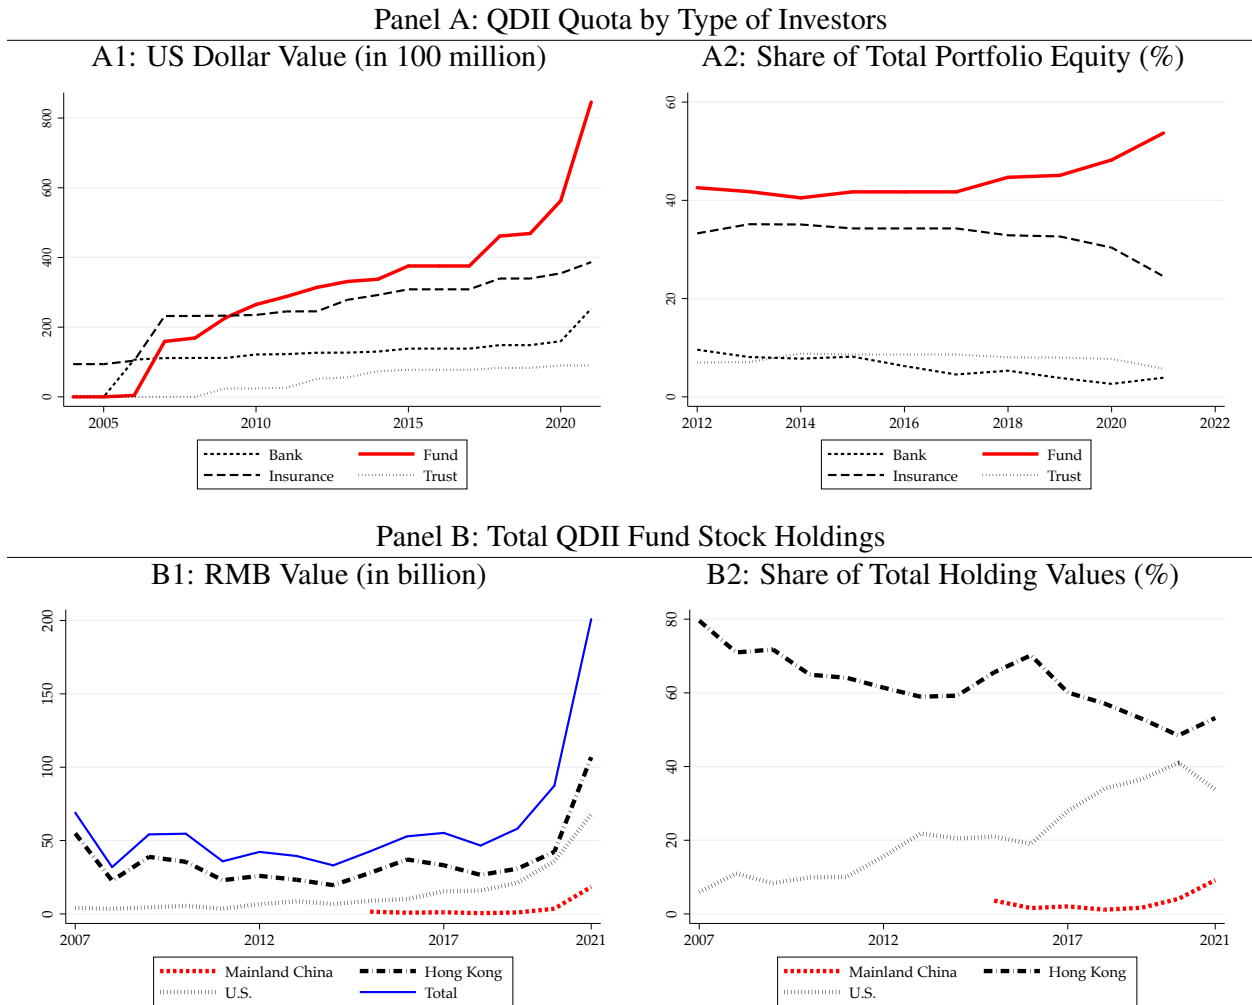 Panel A: QDII Quota by Type of Investors
A1: US Dollar Value (in 100 million)
800
600
400
200
0
2005 2010 2015 2020
Bank Fund
Insurance Trust
A2: Share of Total Portfolio Equity (%)
60
40
20
0
2012 2014 2016 2018 2020 2022
Bank Fund
Insurance Trust
Panel B: Total QDII Fund Stock Holdings
B1: RMB Value (in billion)
200
150
100
50
0
2007 2012 2017 2021
Mainland China Hong Kong
U.S. Total
B2: Share of Total Holding Values (%)
80
60
40
20
0
2007 2012 2017 2021
Mainland China Hong Kong
U.S.